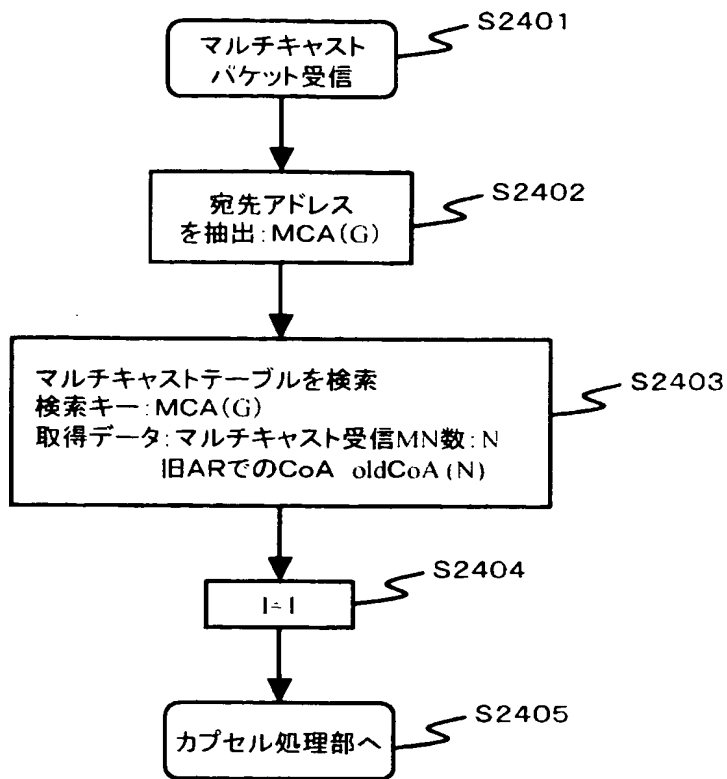 マルチキャスト
バケット受信
S2401
宛先アドレス
を抽出:MCA(G)
S2402
マルチキャストテーブルを検索
検索キー:MCA(G)
取得データ:マルチキャスト受信MN数:N
旧ARでのCoA oldCoA(N)
S2403
I=1
S2404
カプセル処理部へ
S2405